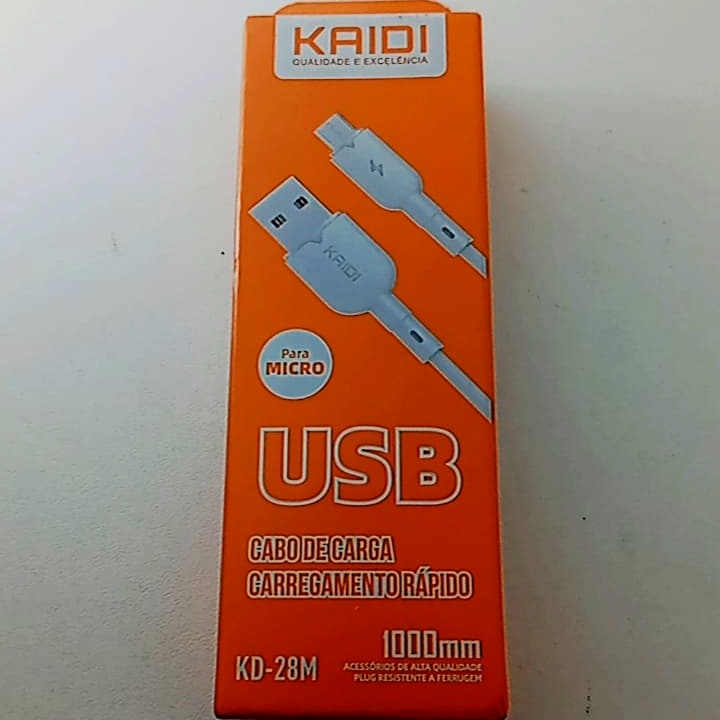 KAIDI
QUALIDADE E EXCELÊNCIA
KAIDI
Para
MICRO
USB
CABO DE CARGA
CARREGAMENTO RÁPIDO
1000mm
KD-28M
ACESSÓRIOS DE ALTA QUALIDADE
PLUG RESISTENTE A FERRUGEM